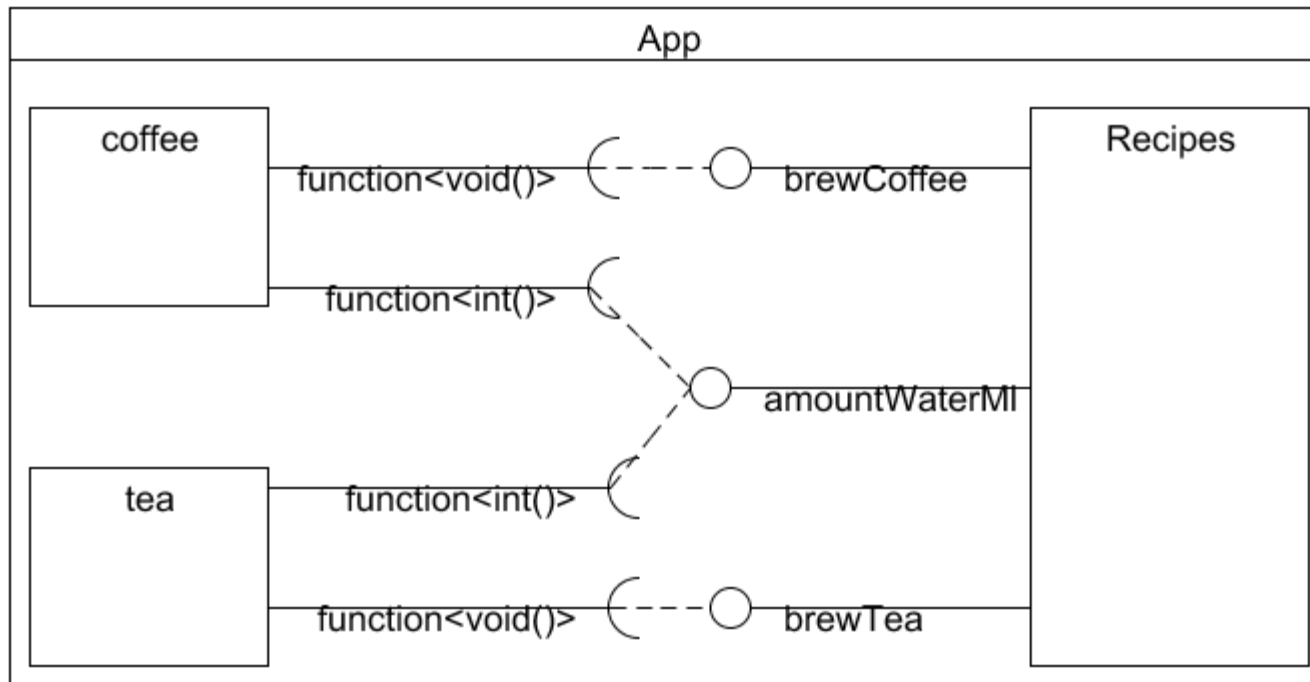 App
coffee
Recipes
function<void()>
brewCoffee
function<int()>
amountWaterMl
tea
function<int()>
function<void()>
brewTea